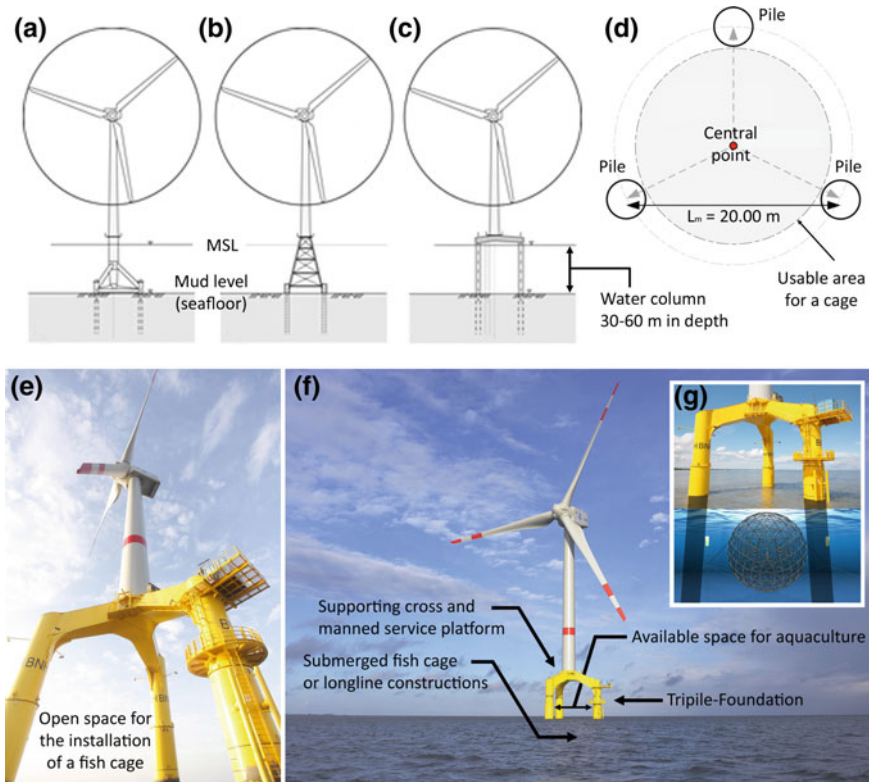 (a)
(b)
(c)
(d)
Pile
Central
point
Pile
Pile
Lm = 20.00 m
MSL
Mud level
(seafloor)
Water column
30-60 m in depth
Usable area
for a cage
(e)
Open space for
the installation
of a fish cage
(f)
Supporting cross and
manned service platform
Submerged fish cage
or longline constructions
Available space for aquaculture
Tripile-Foundation
(g)